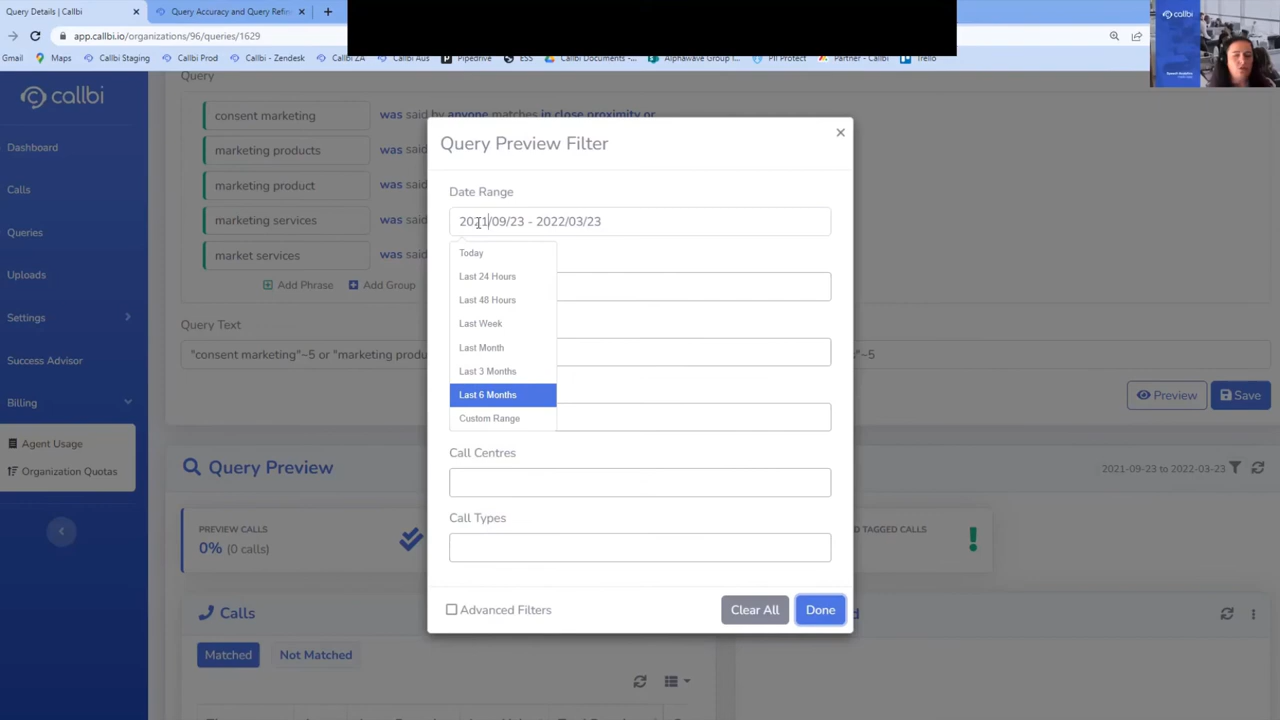 Query Details | Callbi
Query Accuracy and Query Refin
app.callbi.io/organizations/96/queries/1629
Gmail
Maps
Callbi Staging
Callbi Prod
Callbi - Zendesk
Callbi ZA
Callbi Aus
Pipedrive
ESS
Callbi Documents -...
Alphawave Group I...
PII Protect
Partner - Callbi
Trello
callbi
callbi
Dashboard
Calls
Queries
Uploads
Settings
Success Advisor
Billing
Agent Usage
Organization Quotas
Query
consent marketing
was said by anyone matches in close proximity or
marketing products
was said
marketing product
was said
marketing services
was said
market services
was said
Add Phrase
Add Group
Query Text
"consent marketing"~5 or "marketing produ
e"~5
Preview
Save
Query Preview
2021-09-23 to 2022-03-23
PREVIEW CALLS
0% (0 calls)
D TAGGED CALLS
Calls
Matched
Not Matched
Query Preview Filter
×
Date Range
2021/09/23 - 2022/03/23
Today
Last 24 Hours
Last 48 Hours
Last Week
Last Month
Last 3 Months
Last 6 Months
Custom Range
Call Centres
Call Types
Advanced Filters
Clear All
Done